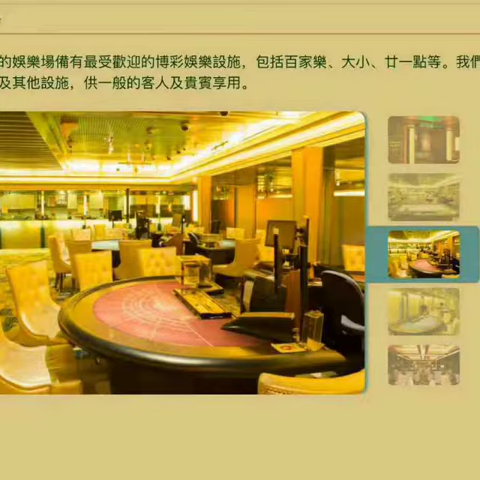 的娛樂場備有最受歡迎的博彩娛樂設施，包括百家樂、大小、廿一點等。我們
及其他設施，供一般的客人及貴賓享用。